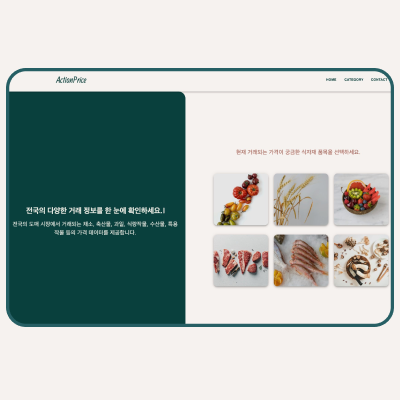 ActionPrice
HOME CATEGORY CONTACT
현재 거래되는 가격이 궁금한 식자재 품목을 선택하세요.
전국의 다양한 거래 정보를 한 눈에 확인하세요.!
전국의 도매 시장에서 거래되는 채소, 축산물, 과일, 식량작물, 수산물, 특용
작물 등의 가격 데이터를 제공합니다.